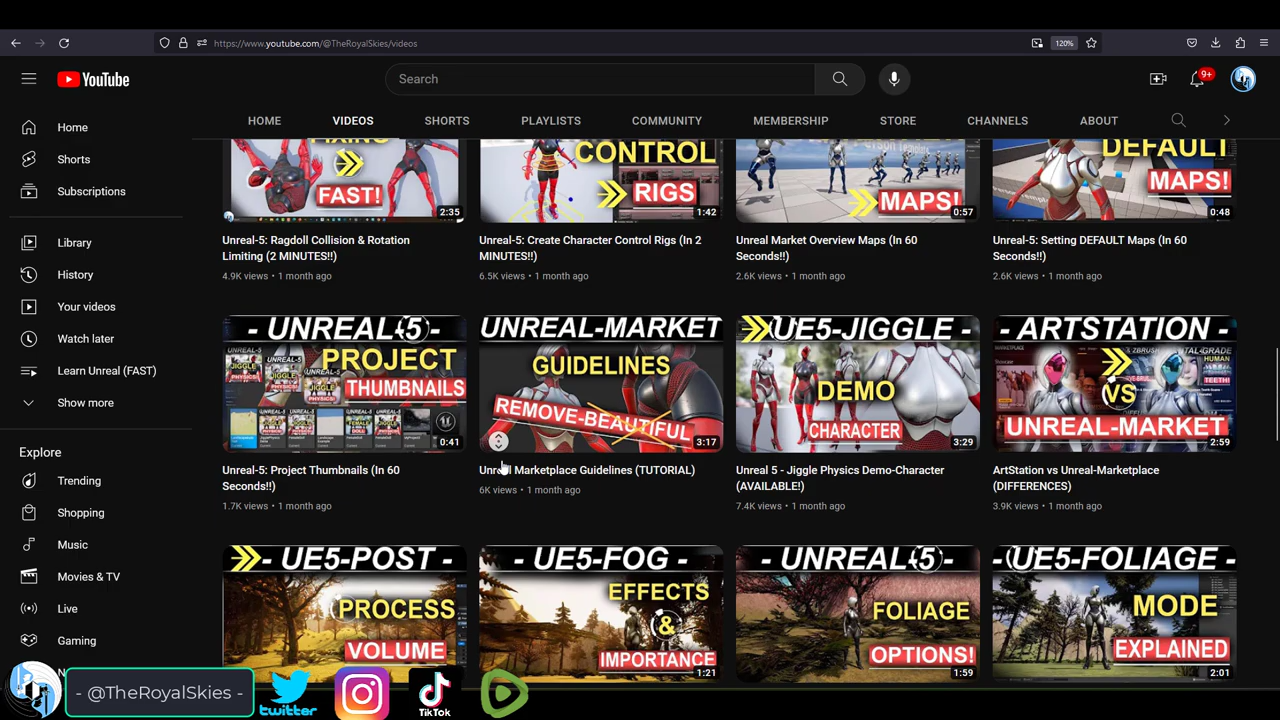 https://www.youtube.com/@TheRoyalSkies/videos
120%
YouTube
Search
9+
HOME
VIDEOS
SHORTS
PLAYLISTS
COMMUNITY
MEMBERSHIP
STORE
CHANNELS
ABOUT
Home
Shorts
Subscriptions
Library
History
Your videos
Watch later
Learn Unreal (FAST)
Show more
Explore
Trending
Shopping
Music
Movies & TV
Live
Gaming
FIXING
FAST!
2:35
Unreal-5: Ragdoll Collision & Rotation
Limiting (2 MINUTES!!)
4.9K views • 1 month ago
CONTROL
RIGS
1:42
Unreal-5: Create Character Control Rigs (In 2
MINUTES!!)
6.5K views • 1 month ago
MAPS!
0:57
Unreal Market Overview Maps (In 60
Seconds!!)
2.6K views • 1 month ago
DEFAULT
MAPS!
0:48
Unreal-5: Setting DEFAULT Maps (In 60
Seconds!!)
2.6K views • 1 month ago
- UNREAL-5 -
PROJECT
THUMBNAILS
0:41
Unreal-5: Project Thumbnails (In 60
Seconds!!)
1.7K views • 1 month ago
UNREAL-MARKET
GUIDELINES
REMOVE-BEAUTIFUL
3:17
Unreal Marketplace Guidelines (TUTORIAL)
6K views • 1 month ago
UE5-JIGGLE -
DEMO
CHARACTER
3:29
Unreal 5 - Jiggle Physics Demo-Character
(AVAILABLE!)
7.4K views • 1 month ago
- ARTSTATION -
VS
UNREAL-MARKET
2:59
ArtStation vs Unreal-Marketplace
(DIFFERENCES)
3.9K views • 1 month ago
- UE5-POST -
PROCESS
VOLUME
- UE5-FOG -
EFFECTS
&
IMPORTANCE
1:21
- UNREAL-5 -
FOLIAGE
OPTIONS!
1:59
- UE5-FOLIAGE -
MODE
EXPLAINED
2:01
- @TheRoyalSkies -
twitter
TikTok